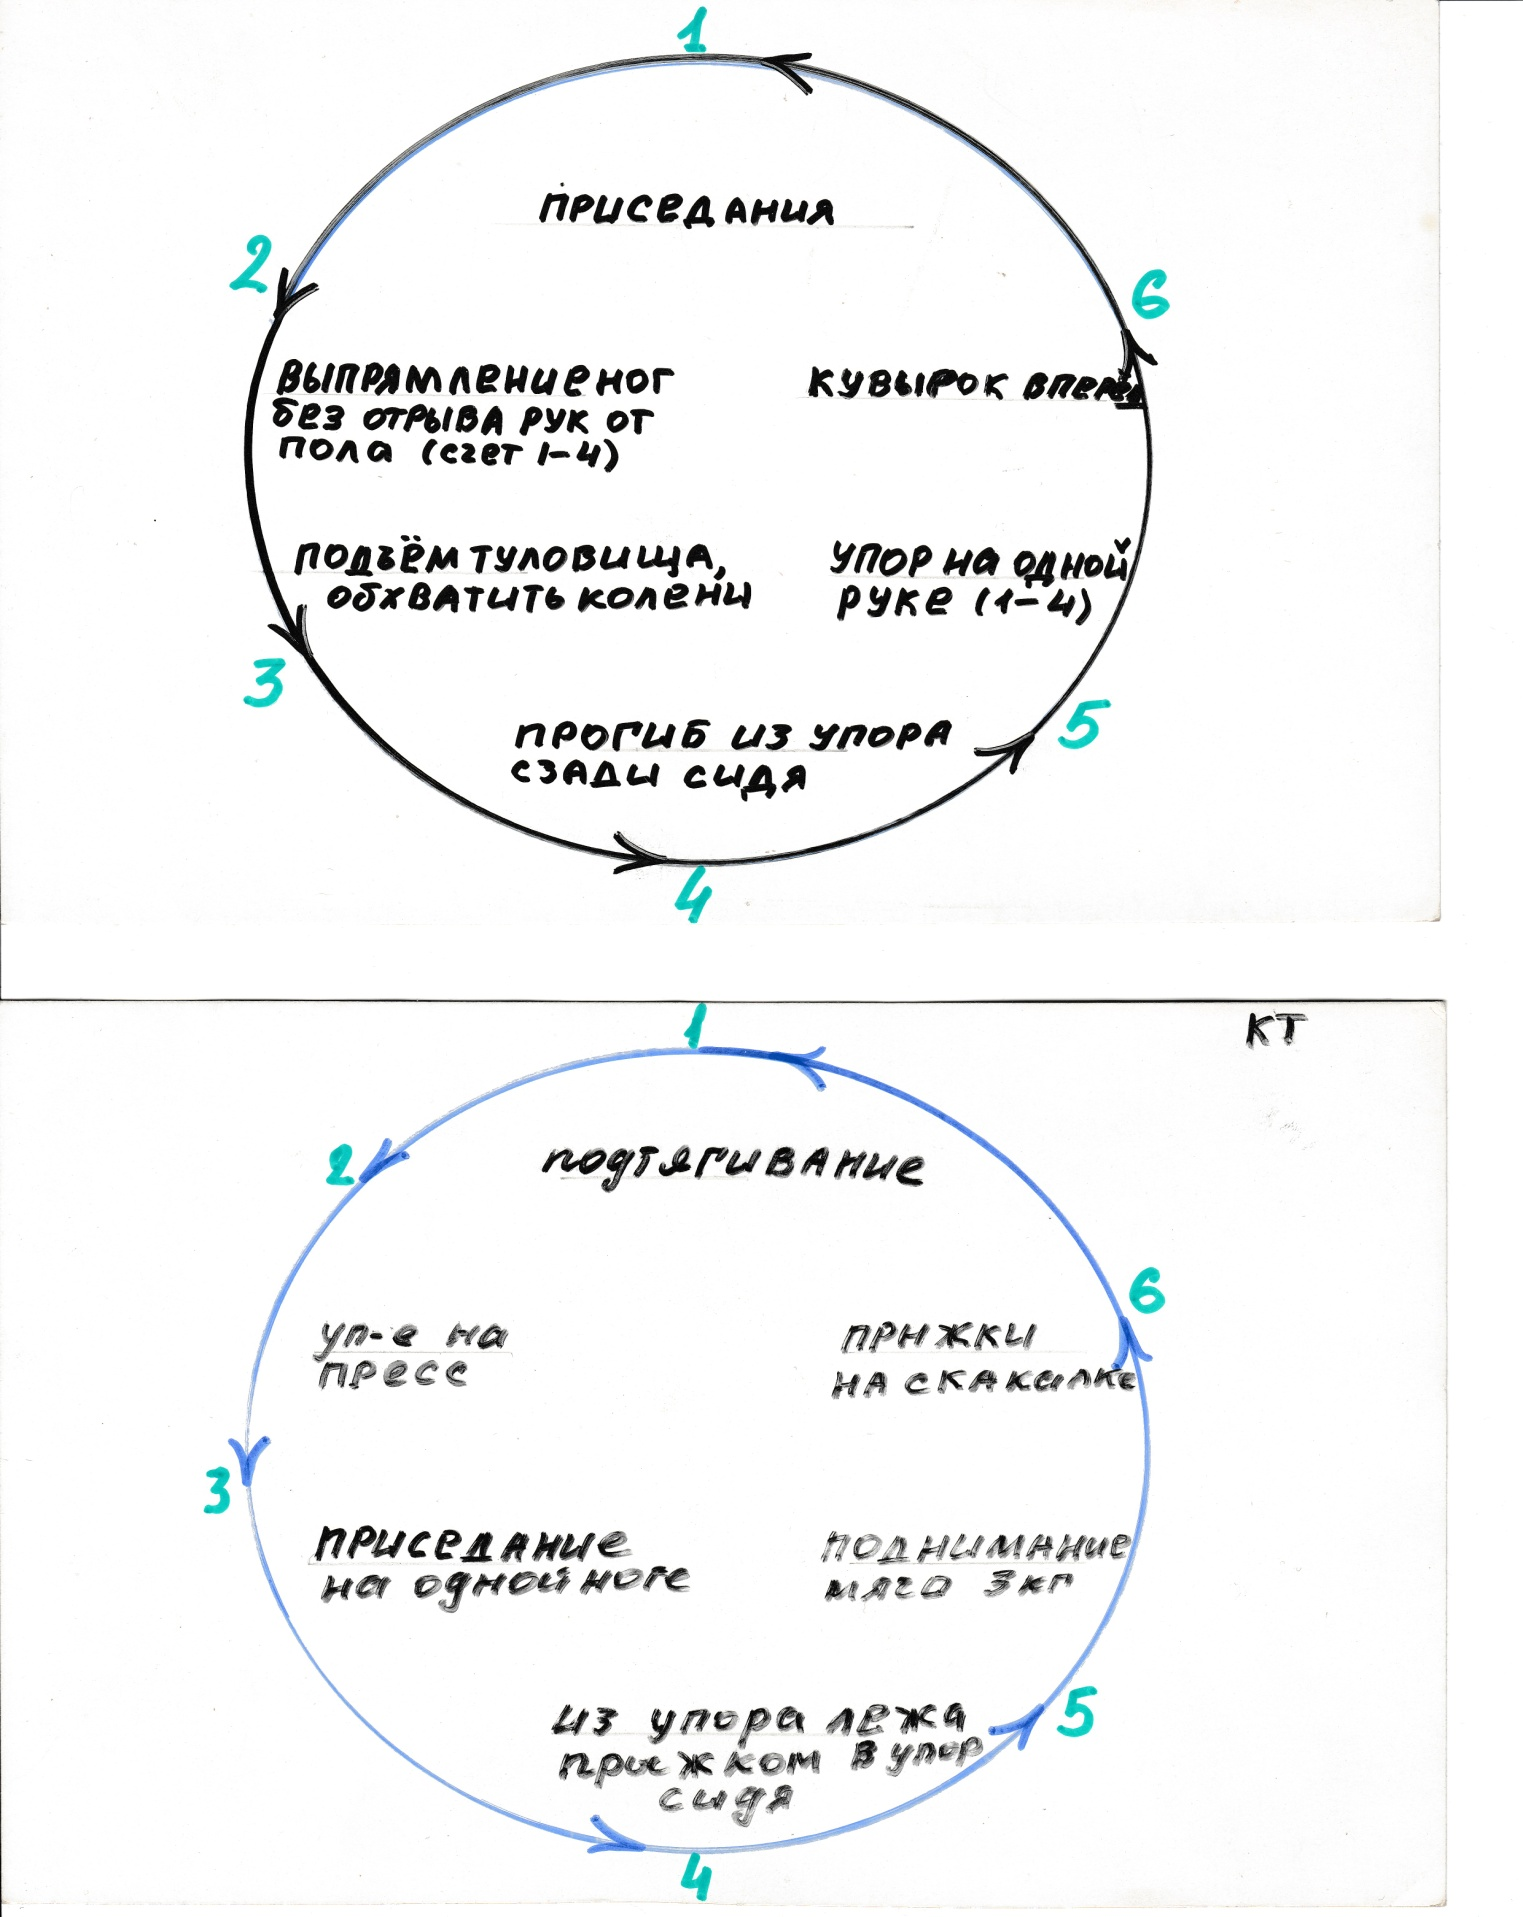 1
ПРИСЕДАНИЯ
2
6
ВЫПРЯМЛЕНИЕ НОГ
БЕЗ ОТРЫВА РУК ОТ
ПОЛА (счет 1-4)
КУВЫРОК ВПЕРЁД
ПОДЪЁМ ТУЛОВИЩА,
ОБХВАТИТЬ КОЛЕНИ
УПОР НА ОДНОЙ
РУКЕ (1-4)
3
5
ПРОГИБ ИЗ УПОРА
СЗАДИ СИДЯ
4
1
КТ
2
ПОДТЯГИВАНИЕ
6
УП-Е НА
ПРЕСС
ПРЫЖКИ
НА СКАКАЛКЕ
3
ПРИСЕДАНИЕ
НА ОДНОЙ НОГЕ
ПОДНИМАНИЕ
МЯЧА 3 КГ
5
ИЗ УПОРА ЛЕЖА
ПРЫЖКОМ В УПОР
СИДЯ
4